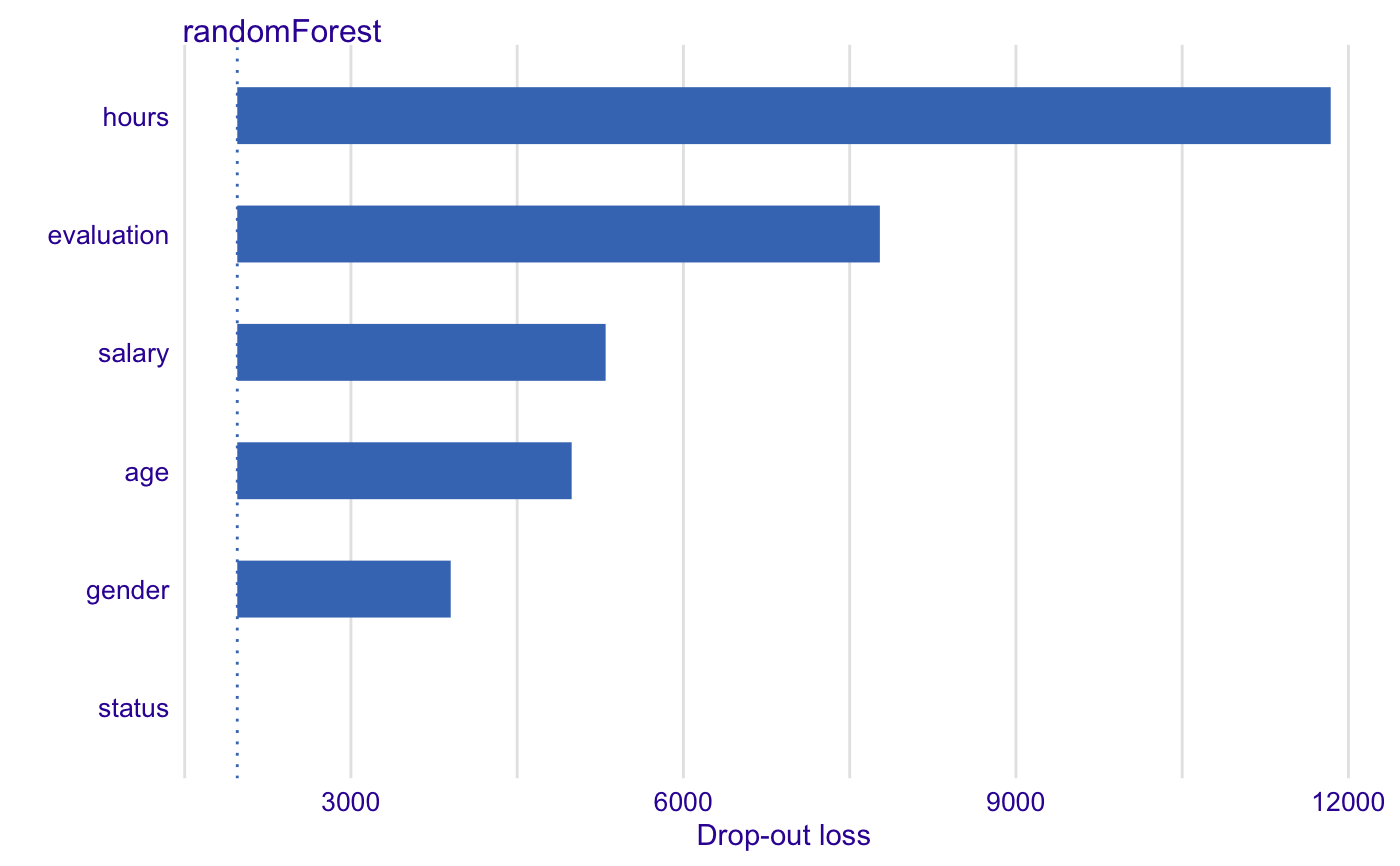 randomForest
hours
evaluation
salary
age
gender
status
3000 6000 9000 12000
Drop-out loss